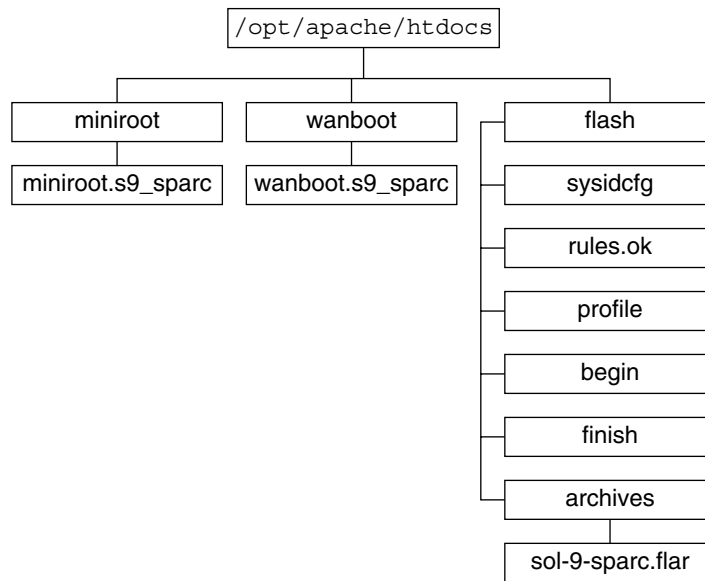 /opt/apache/htdocs
miniroot
wanboot
flash
miniroot.s9_sparc
wanboot.s9_sparc
sysidcfg
rules.ok
profile
begin
finish
archives
sol-9-sparc.flar